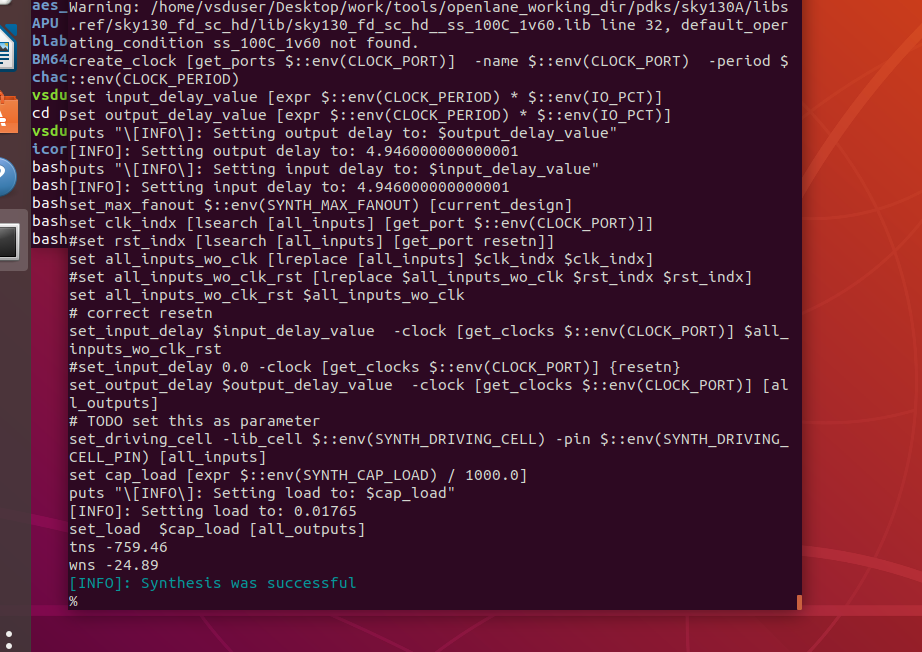 aes_
APU
blab
BM64
chac
vsdu
cd p
vsdu
icor
bash
bash
bash
bash
bash
Warning: /home/vsduser/Desktop/work/tools/openlane_working_dir/pdks/sky130A/libs
.ref/sky130_fd_sc_hd/lib/sky130_fd_sc_hd__ss_100C_1v60.lib line 32, default_oper
ating_condition ss_100C_1v60 not found.
create_clock [get_ports $::env(CLOCK_PORT)]  -name $::env(CLOCK_PORT)  -period $
::env(CLOCK_PERIOD)
set input_delay_value [expr $::env(CLOCK_PERIOD) * $::env(IO_PCT)]
set output_delay_value [expr $::env(CLOCK_PERIOD) * $::env(IO_PCT)]
puts "\[INFO\]: Setting output delay to: $output_delay_value"
[INFO]: Setting output delay to: 4.946000000000001
puts "\[INFO\]: Setting input delay to: $input_delay_value"
[INFO]: Setting input delay to: 4.946000000000001
set_max_fanout $::env(SYNTH_MAX_FANOUT) [current_design]
set clk_indx [lsearch [all_inputs] [get_port $::env(CLOCK_PORT)]]
#set rst_indx [lsearch [all_inputs] [get_port resetn]]
set all_inputs_wo_clk [lreplace [all_inputs] $clk_indx $clk_indx]
#set all_inputs_wo_clk_rst [lreplace $all_inputs_wo_clk $rst_indx $rst_indx]
set all_inputs_wo_clk_rst $all_inputs_wo_clk
# correct resetn
set_input_delay $input_delay_value  -clock [get_clocks $::env(CLOCK_PORT)] $all_
inputs_wo_clk_rst
#set_input_delay 0.0 -clock [get_clocks $::env(CLOCK_PORT)] {resetn}
set_output_delay $output_delay_value  -clock [get_clocks $::env(CLOCK_PORT)] [al
l_outputs]
# TODO set this as parameter
set_driving_cell -lib_cell $::env(SYNTH_DRIVING_CELL) -pin $::env(SYNTH_DRIVING_
CELL_PIN) [all_inputs]
set cap_load [expr $::env(SYNTH_CAP_LOAD) / 1000.0]
puts "\[INFO\]: Setting load to: $cap_load"
[INFO]: Setting load to: 0.01765
set_load  $cap_load [all_outputs]
tns -759.46
wns -24.89
[INFO]: Synthesis was successful
%